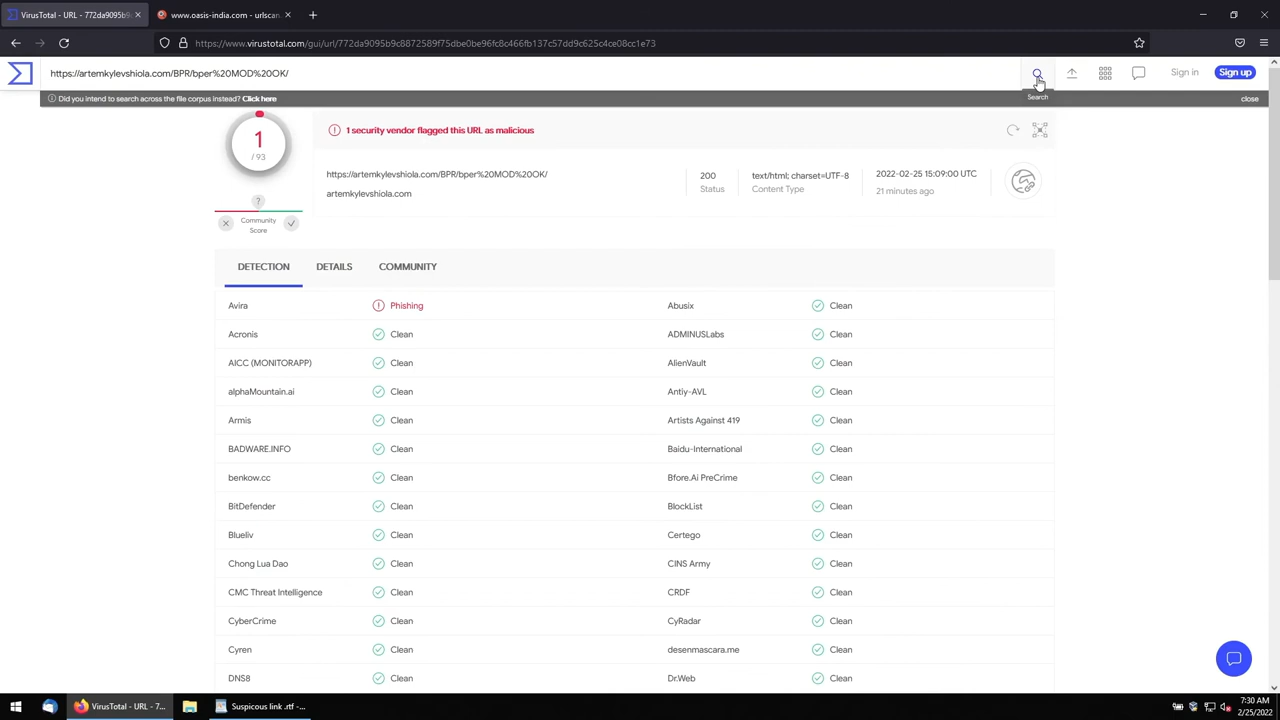 VirusTotal - URL - 772da9095b9
www.oasis-india.com - urlscan.
https://www.virustotal.com/gui/url/772da9095b9c8872589f75dbe0be96fc8c466fb137c57dd9c625c4ce08cc1e73
https://artemkylevshiola.com/BPR/bper%20MOD%20OK/
Sign in
Sign up
Did you intend to search across the file corpus instead? Click here
Search
close
1
/ 93
1 security vendor flagged this URL as malicious
https://artemkylevshiola.com/BPR/bper%20MOD%20OK/
artemkylevshiola.com
200
Status
text/html; charset=UTF-8
Content Type
2022-02-25 15:09:00 UTC
21 minutes ago
?
Community
Score
DETECTION
DETAILS
COMMUNITY
Avira Phishing Abusix Clean
Acronis Clean ADMINUSLabs Clean
AICC (MONITORAPP) Clean AlienVault Clean
alphaMountain.ai Clean Antiy-AVL Clean
Armis Clean Artists Against 419 Clean
BADWARE.INFO Clean Baidu-International Clean
benkow.cc Clean Bfore.Ai PreCrime Clean
BitDefender Clean BlockList Clean
Blueliv Clean Certego Clean
Chong Lua Dao Clean CINS Army Clean
CMC Threat Intelligence Clean CRDF Clean
CyberCrime Clean CyRadar Clean
Cyren Clean desenmascara.me Clean
DNS8 Clean Dr.Web Clean
VirusTotal - URL - 7...
Suspicous link .rtf -...
7:30 AM
2/25/2022